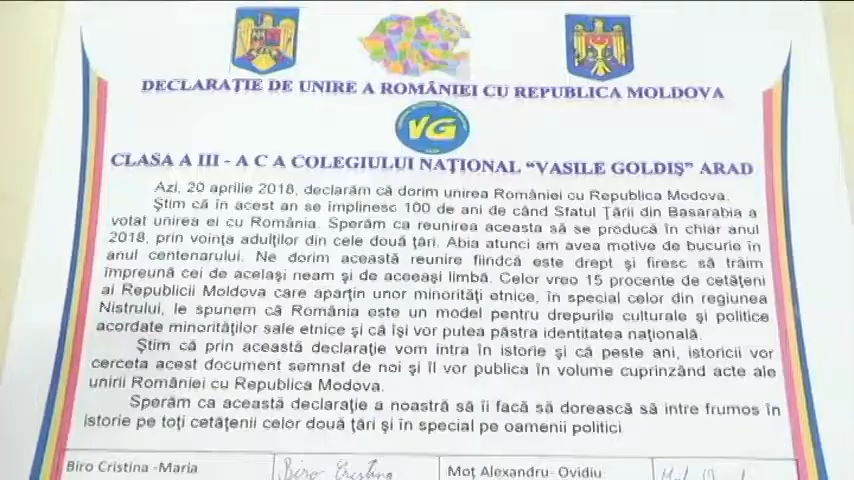 DECLARAȚIE DE UNIRE A ROMÂNIEI CU REPUBLICA MOLDOVA
VG
CLASA A III - A C A COLEGIULUI NAȚIONAL "VASILE GOLDIȘ" ARAD
Azi, 20 aprilie 2018, declarăm că dorim unirea României cu Republica Modova.
Știm că în acest an se împlinesc 100 de ani de când Sfatul Țării din Basarabia a
votat unirea ei cu România. Sperăm ca reunirea aceasta să se producă în chiar anul
2018, prin voința adulților din cele două țări. Abia atunci am avea motive de bucurie în
anul centenarului. Ne dorim această reunire fiindcă este drept și firesc să trăim
împreună cei de același neam și de aceeași limbă. Celor vreo 15 procente de cetățeni
ai Republicii Moldova care aparțin unor minorități etnice, în special celor din regiunea
Nistrului, le spunem că România este un model pentru drepurile culturale și politice
acordate minorităților sale etnice și că își vor putea păstra identitatea națională.
Știm că prin această declarație vom intra în istorie și că peste ani, istoricii vor
cerceta acest document semnat de noi și îl vor publica în volume cuprinzând acte ale
unirii României cu Republica Modova.
Sperăm ca această declarație a noastră să îi facă să dorească să intre frumos în
istorie pe toți cetățenii celor două țări și în special pe oamenii politici
Biro Cristina -Maria Biro Cristina Moț Alexandru- Ovidiu